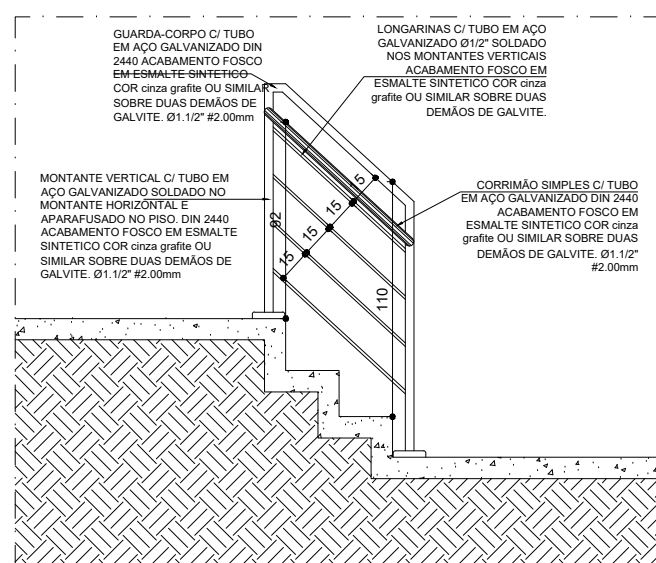 GUARDA-CORPO C/ TUBO
EM AÇO GALVANIZADO DIN
2440 ACABAMENTO FOSCO
EM ESMALTE SINTETICO
COR cinza grafite OU SIMILAR
SOBRE DUAS DEMÃOS DE
GALVITE. Ø1.1/2" #2.00mm
LONGARINAS C/ TUBO EM AÇO
GALVANIZADO Ø1/2" SOLDADO
NOS MONTANTES VERTICAIS
ACABAMENTO FOSCO EM
ESMALTE SINTETICO COR cinza
grafite OU SIMILAR SOBRE DUAS
DEMÃOS DE GALVITE.
MONTANTE VERTICAL C/ TUBO EM
AÇO GALVANIZADO SOLDADO NO
MONTANTE HORIZONTAL E
APARAFUSADO NO PISO. DIN 2440
ACABAMENTO FOSCO EM ESMALTE
SINTETICO COR cinza grafite OU
SIMILAR SOBRE DUAS DEMÃOS DE
GALVITE. Ø1.1/2" #2.00mm
CORRIMÃO SIMPLES C/ TUBO
EM AÇO GALVANIZADO DIN 2440
ACABAMENTO FOSCO EM
ESMALTE SINTETICO COR cinza
grafite OU SIMILAR SOBRE DUAS
DEMÃOS DE GALVITE. Ø1.1/2"
#2.00mm
5
15
15
15
92
110